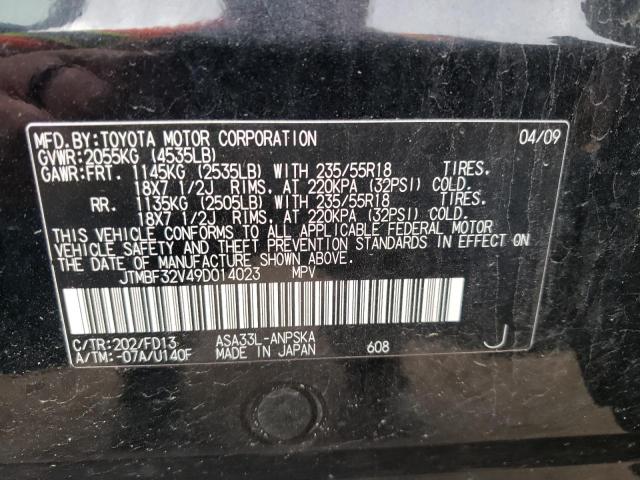 MFD.BY:TOYOTA MOTOR CORPORATION 04/09
GVWR:2055KG (4535LB)
GAWR:FRT. 1145KG (2535LB) WITH 235/55R18 TIRES.
18X7 1/2J RIMS. AT 220KPA (32PSI) COLD.
RR. 1135KG (2505LB) WITH 235/55R18 TIRES.
18X7 1/2J RIMS. AT 220KPA (32PSI) COLD.
THIS VEHICLE CONFORMS TO ALL APPLICABLE FEDERAL MOTOR
VEHICLE SAFETY AND THEFT PREVENTION STANDARDS IN EFFECT ON
THE DATE OF MANUFACTURE SHOWN ABOVE.
JTMBF32V49D014023 MPV
C/TR:202/FD13 ASA33L-ANPSKA
A/TM:-07A/U140F MADE IN JAPAN 608 J